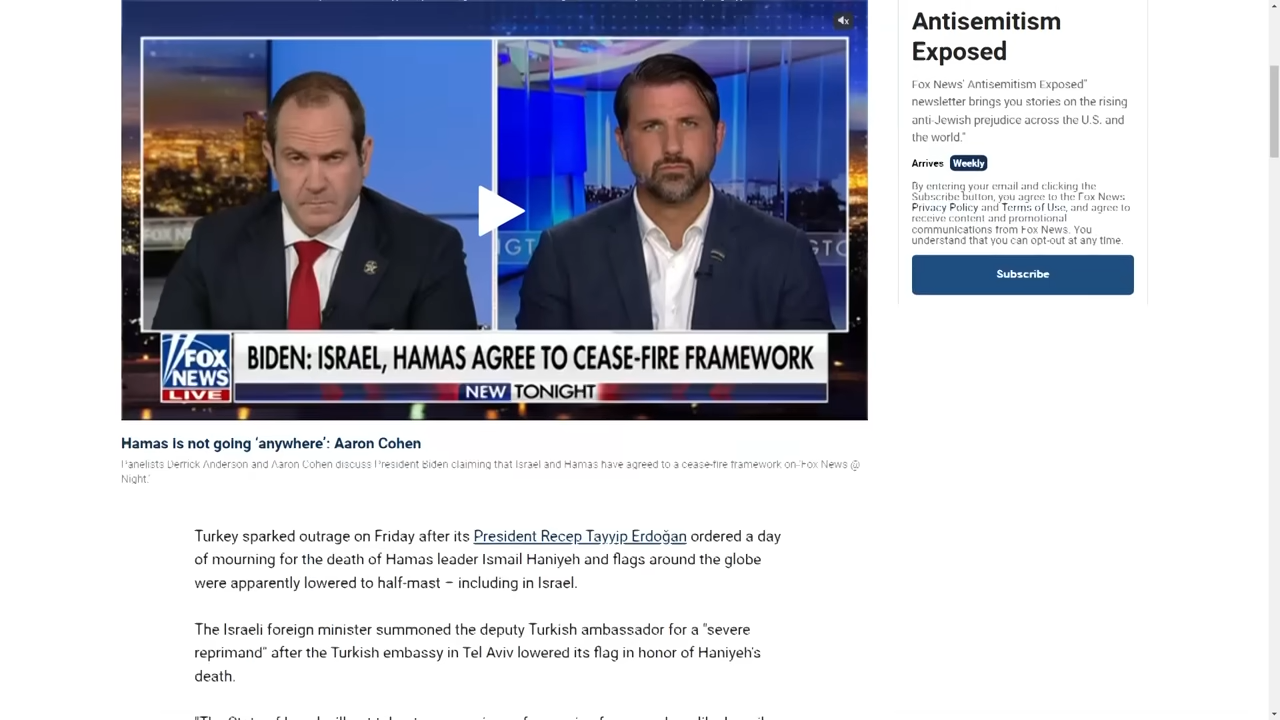 Antisemitism
Exposed
Fox News' Antisemitism Exposed"
newsletter brings you stories on the rising
anti-Jewish prejudice across the U.S. and
the world."
Arrives Weekly
By entering your email and clicking the
Subscribe button, you agree to the Fox News
Privacy Policy and Terms of Use, and agree to
receive content and promotional
communications from Fox News. You
understand that you can opt-out at any time.
Subscribe
FOX
NEWS
LIVE
BIDEN: ISRAEL, HAMAS AGREE TO CEASE-FIRE FRAMEWORK
NEW TONIGHT
Hamas is not going ‘anywhere’: Aaron Cohen
Panelists Derrick Anderson and Aaron Cohen discuss President Biden claiming that Israel and Hamas have agreed to a cease-fire framework on 'Fox News @
Night.'
Turkey sparked outrage on Friday after its President Recep Tayyip Erdoğan ordered a day
of mourning for the death of Hamas leader Ismail Haniyeh and flags around the globe
were apparently lowered to half-mast – including in Israel.
The Israeli foreign minister summoned the deputy Turkish ambassador for a "severe
reprimand" after the Turkish embassy in Tel Aviv lowered its flag in honor of Haniyeh's
death.